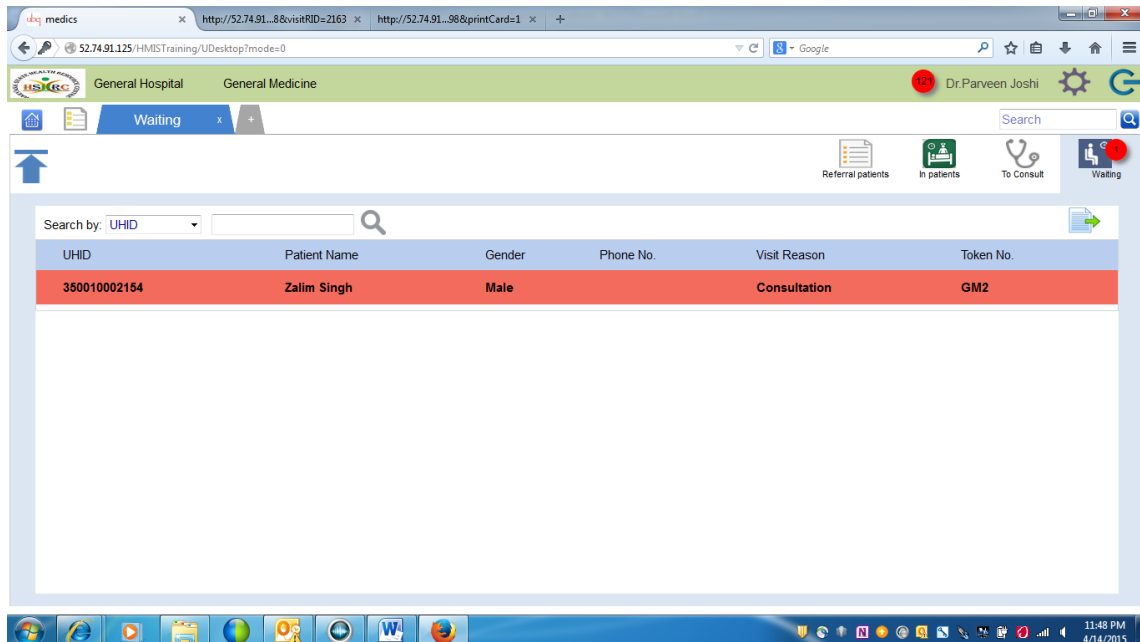 ubq medics × http://52.74.91...8&visitRID=2163 × http://52.74.91...98&printCard=1 × +
52.74.91.125/HMISTraining/UDesktop?mode=0 8 Google
HSHRC General Hospital General Medicine 121 Dr.Parveen Joshi
Waiting x + Search
1
Referral patients In patients To Consult Waiting
Search by: UHID
UHID Patient Name Gender Phone No. Visit Reason Token No.
350010002154 Zalim Singh Male Consultation GM2
11:48 PM
4/14/2015